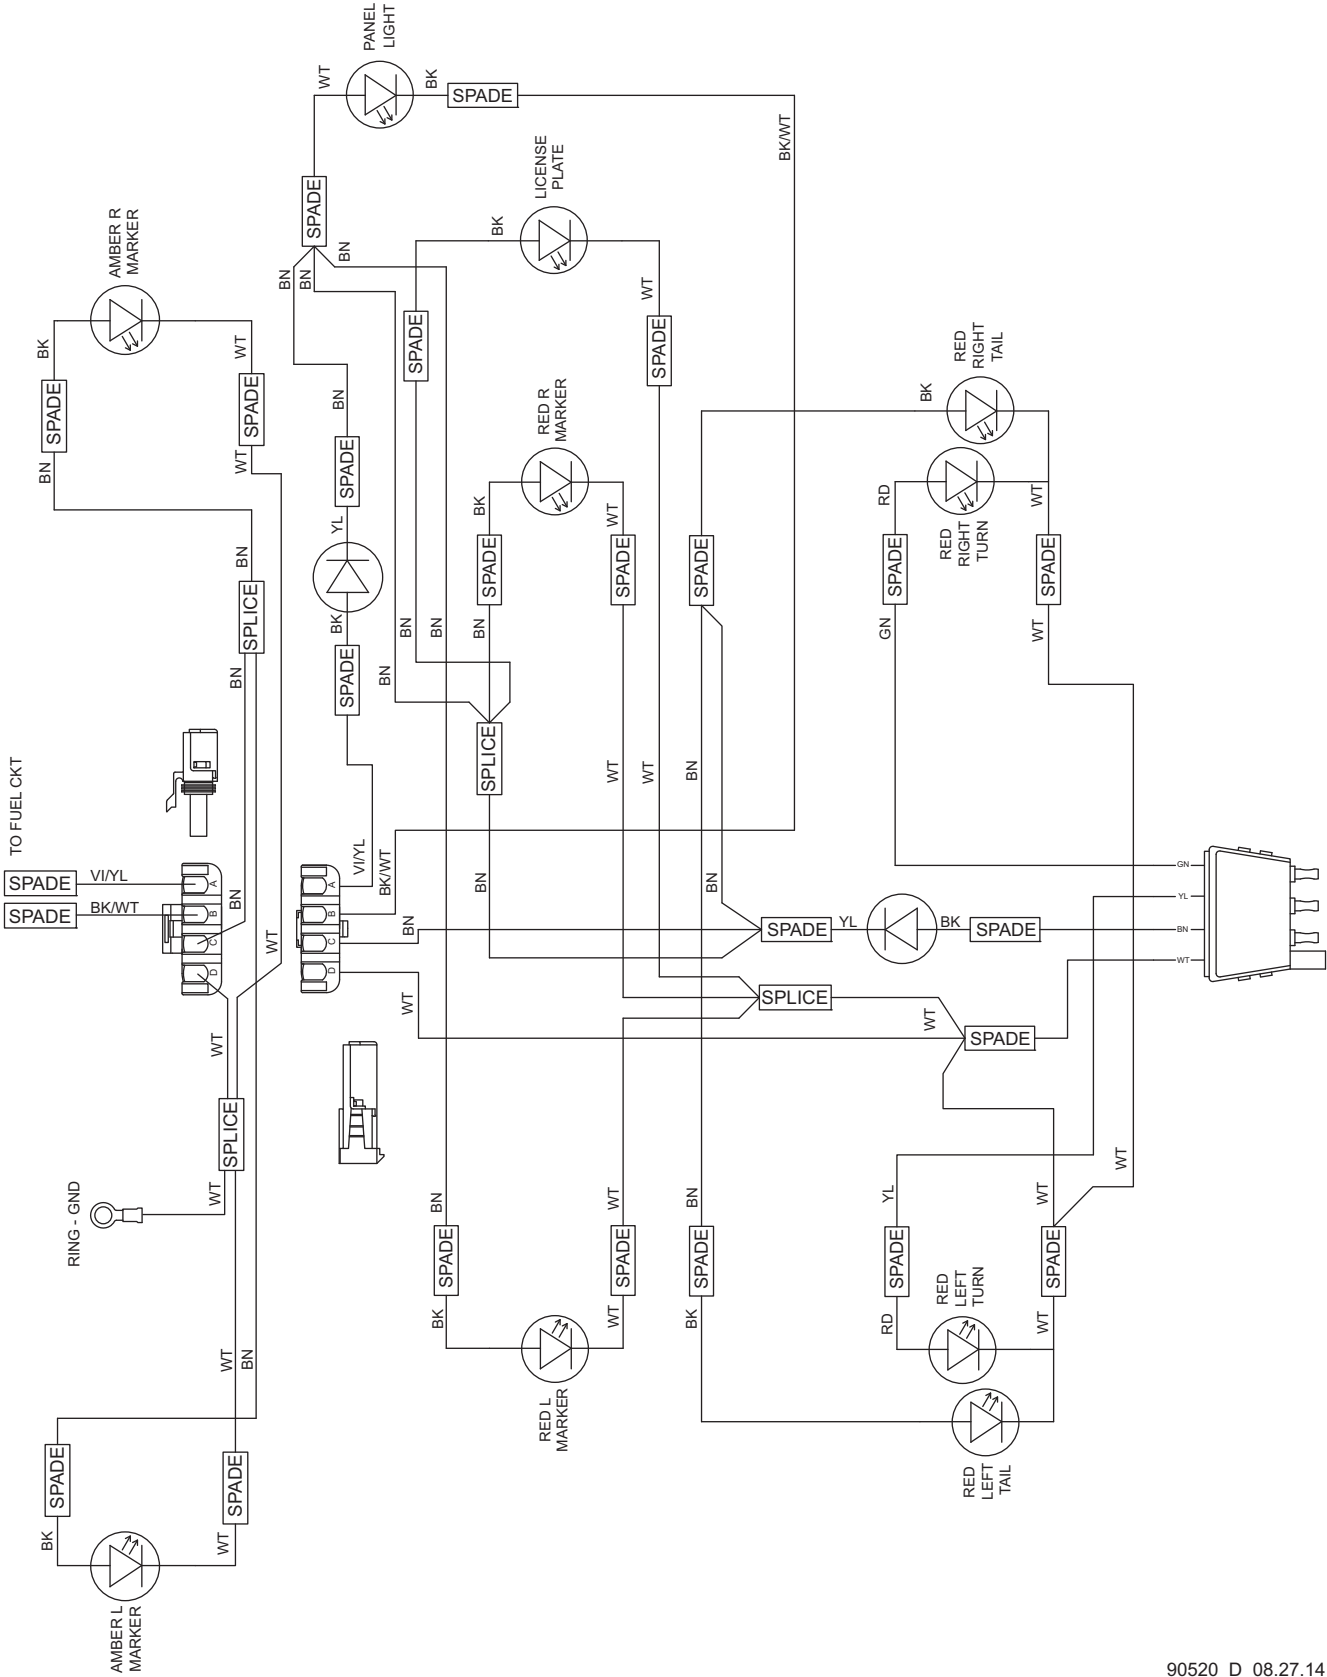 PANEL
LIGHT
WT
BK
SPADE
BK/WT
LICENSE
PLATE
SPADE
BK
AMBER R
MARKER
BN
BN
BN
WT
BK
WT
SPADE
SPADE
SPADE
SPADE
RED
RIGHT
TAIL
RED R
MARKER
BK
BN
WT
BN
SPADE
RD
WT
BK
WT
RED
RIGHT
TURN
YL
SPADE
SPADE
SPADE
SPADE
SPADE
BN
SPLICE
BK
SPADE
BN
BN
BN
GN
WT
BN
BN
SPLICE
WT
WT
BN
TO FUEL CKT
SPADE
VI/YL
A
SPADE
BK/WT
B
C
D
BN
WT
VI/YL
BK/WT
A
B
C
D
BN
BN
BN
GN
YL
BN
WT
SPADE
YL
BK
SPADE
SPLICE
WT
WT
SPADE
WT
SPLICE
WT
RING - GND
BN
WT
BN
YL
WT
WT
SPADE
SPADE
SPADE
SPADE
SPADE
RED
LEFT
TURN
BK
WT
BK
RD
WT
WT
BN
RED L
MARKER
RED
LEFT
TAIL
SPADE
SPADE
BK
WT
AMBER L
MARKER
90520_D_08.27.14